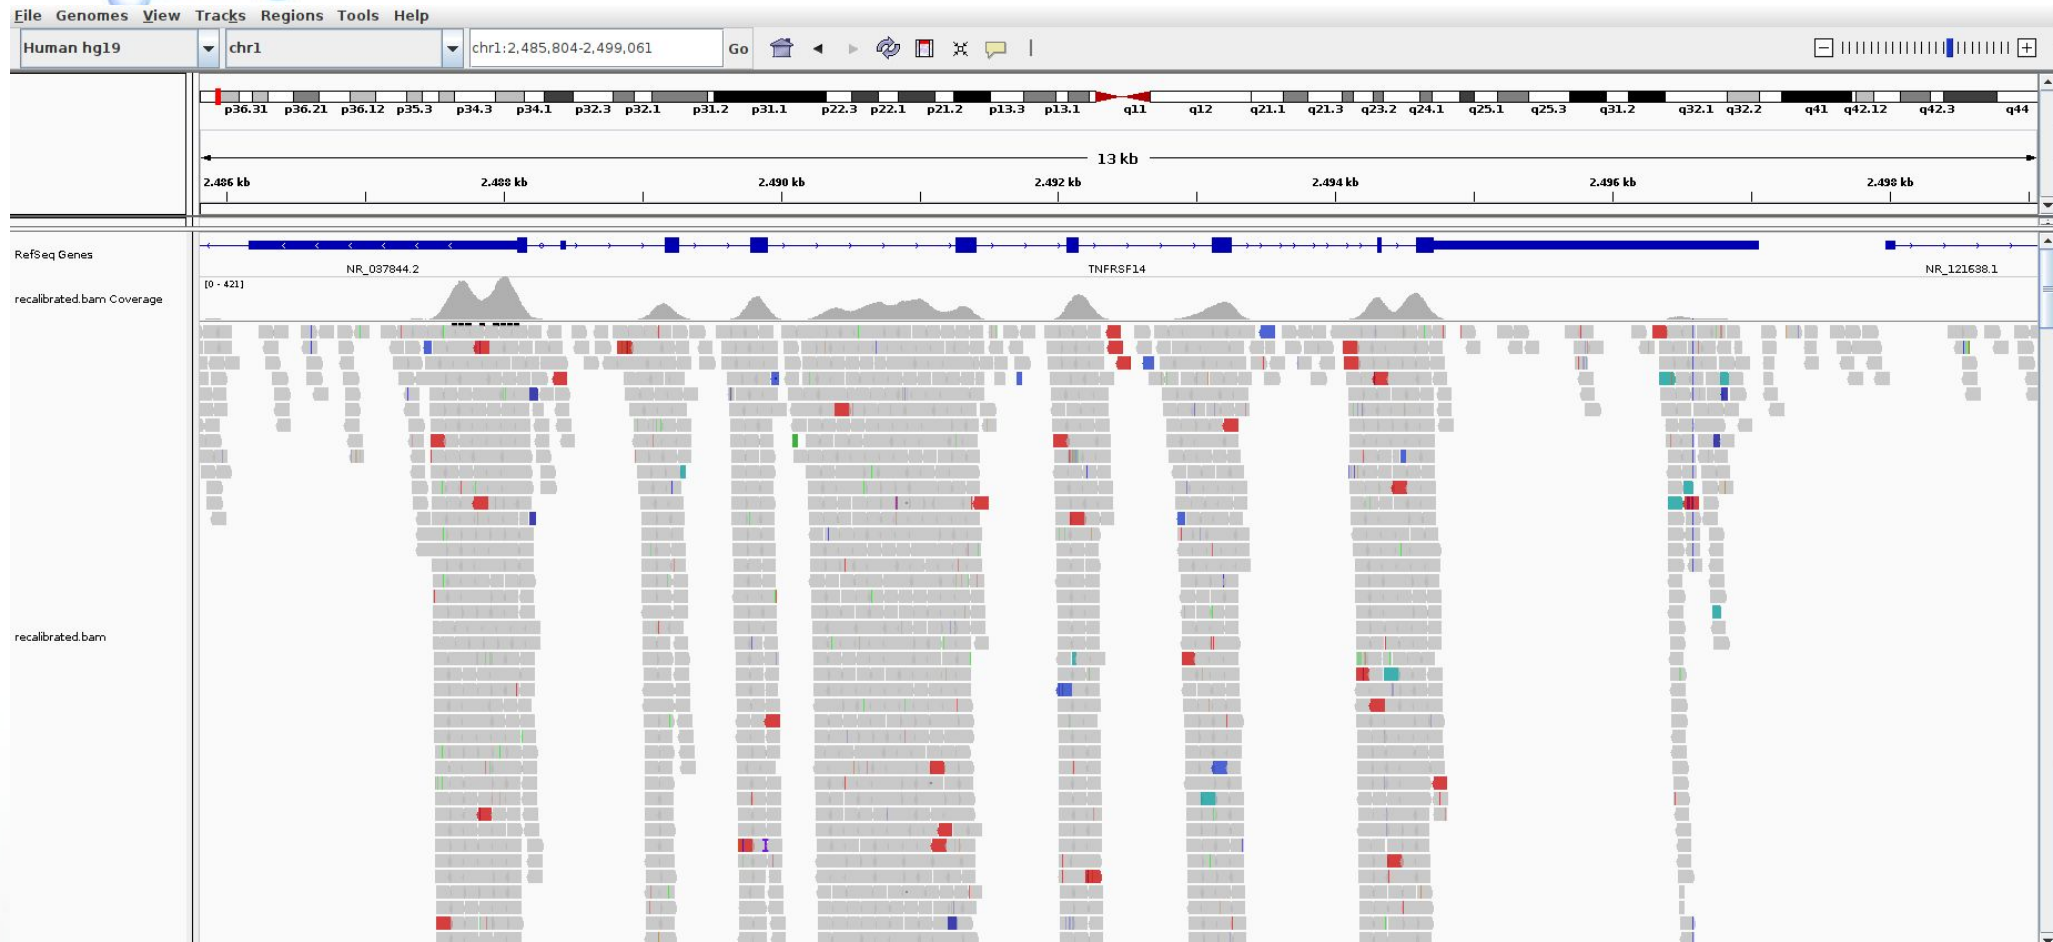 File Genomes View Tracks Regions Tools Help
Human hg19 chr1 chr1:2,485,804-2,499,061 Go
p36.31 p36.21 p36.12 p35.3 p34.3 p34.1 p32.3 p32.1 p31.2 p31.1 p22.3 p22.1 p21.2 p13.3 p13.1 q11 q12 q21.1 q21.3 q23.2 q24.1 q25.1 q25.3 q31.2 q32.1 q32.2 q41 q42.12 q42.3 q44
13 kb
2.486 kb 2.488 kb 2.490 kb 2.492 kb 2.494 kb 2.496 kb 2.498 kb
RefSeq Genes
NR_037844.2 TNFRSF14 NR_121638.1
[0 - 421]
recalibrated.bam Coverage
recalibrated.bam